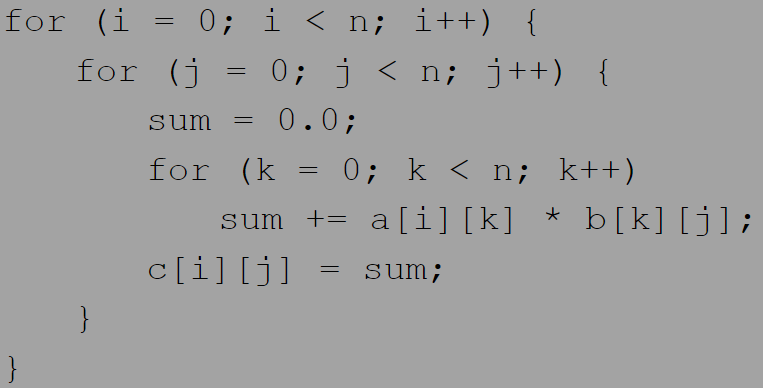 for (i = 0; i < n; i++) {
    for (j = 0; j < n; j++) {
        sum = 0.0;
        for (k = 0; k < n; k++)
            sum += a[i][k] * b[k][j];
        c[i][j] = sum;
    }
}